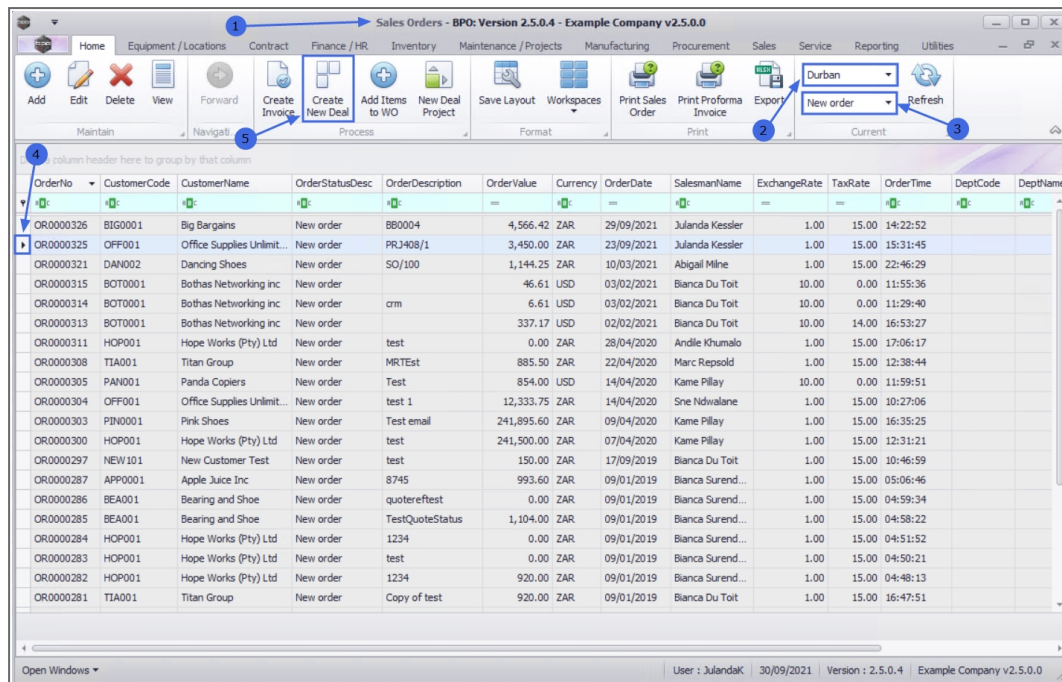 1
Sales Orders - BPO: Version 2.5.0.4 - Example Company v2.5.0.0
Home Equipment / Locations Contract Finance / HR Inventory Maintenance / Projects Manufacturing Procurement Sales Service Reporting Utilities
Add Edit Delete View Forward Create Invoice Create New Deal Add Items to WO New Deal Project Save Layout Workspaces Print Sales Order Print Proforma Invoice Export Durban New order Refresh
Maintain Navigati... Process Format Print Current
5 2 3
4
column header here to group by that column
OrderNo CustomerCode CustomerName OrderStatusDesc OrderDescription OrderValue Currency OrderDate SalesmanName ExchangeRate TaxRate OrderTime DeptCode DeptName
OR0000326 BIG0001 Big Bargains New order BB0004 4,566.42 ZAR 29/09/2021 Julanda Kessler 1.00 15.00 14:22:52
OR0000325 OFF001 Office Supplies Unlimit... New order PRJ408/1 3,450.00 ZAR 23/09/2021 Julanda Kessler 1.00 15.00 15:31:45
OR0000321 DAN002 Dancing Shoes New order SO/100 1,144.25 ZAR 10/03/2021 Abigail Milne 1.00 15.00 22:46:29
OR0000315 BOT0001 Bothas Networking inc New order 46.61 USD 03/02/2021 Bianca Du Toit 10.00 0.00 11:55:36
OR0000314 BOT0001 Bothas Networking inc New order crm 6.61 USD 03/02/2021 Bianca Du Toit 10.00 0.00 11:29:40
OR0000313 BOT0001 Bothas Networking inc New order 337.17 USD 02/02/2021 Bianca Du Toit 10.00 14.00 16:53:27
OR0000311 HOP001 Hope Works (Pty) Ltd New order test 0.00 ZAR 28/04/2020 Andile Khumalo 1.00 15.00 17:06:17
OR0000308 TIA001 Titan Group New order MRTEst 885.50 ZAR 22/04/2020 Marc Repsold 1.00 15.00 12:38:44
OR0000305 PAN001 Panda Copiers New order Test 854.00 USD 14/04/2020 Kame Pillay 10.00 0.00 11:59:51
OR0000304 OFF001 Office Supplies Unlimit... New order test 1 12,333.75 ZAR 14/04/2020 Sne Ndwalane 1.00 15.00 10:27:06
OR0000303 PIN0001 Pink Shoes New order Test email 241,895.60 ZAR 09/04/2020 Kame Pillay 1.00 15.00 16:35:25
OR0000300 HOP001 Hope Works (Pty) Ltd New order test 241,500.00 ZAR 07/04/2020 Kame Pillay 1.00 15.00 12:31:21
OR0000297 NEW101 New Customer Test New order test 150.00 ZAR 17/09/2019 Bianca Du Toit 1.00 15.00 10:46:59
OR0000287 APP0001 Apple Juice Inc New order 8745 993.60 ZAR 09/01/2019 Bianca Surend... 1.00 15.00 05:06:46
OR0000286 BEA001 Bearing and Shoe New order quotereftest 0.00 ZAR 09/01/2019 Bianca Surend... 1.00 15.00 04:59:34
OR0000285 BEA001 Bearing and Shoe New order TestQuoteStatus 1,104.00 ZAR 09/01/2019 Bianca Surend... 1.00 15.00 04:58:22
OR0000284 HOP001 Hope Works (Pty) Ltd New order 1234 0.00 ZAR 09/01/2019 Bianca Surend... 1.00 15.00 04:51:52
OR0000283 HOP001 Hope Works (Pty) Ltd New order test 0.00 ZAR 09/01/2019 Bianca Surend... 1.00 15.00 04:50:21
OR0000282 HOP001 Hope Works (Pty) Ltd New order 1234 920.00 ZAR 09/01/2019 Bianca Surend... 1.00 15.00 04:48:13
OR0000281 TIA001 Titan Group New order Copy of test 920.00 ZAR 09/01/2019 Bianca Du Toit 1.00 15.00 16:47:51
Open Windows User : JulandaK 30/09/2021 Version : 2.5.0.4 Example Company v2.5.0.0